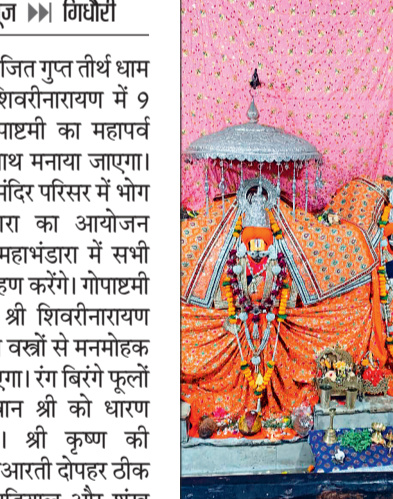 गिधौरी
जित गुप्त तीर्थ धाम
शिवरीनारायण में 9
पाष्टमी का महापर्व
नाथ मनाया जाएगा।
मंदिर परिसर में भोग
ारा का आयोजन
महाभंडारा में सभी
हण करेंगे। गोपाष्टमी
श्री शिवरीनारायण
वस्त्रों से मनमोहक
एगा। रंग बिरंगे फूलों
श्री को धारण
। श्री कृष्ण की
आरती दोपहर ठीक
और